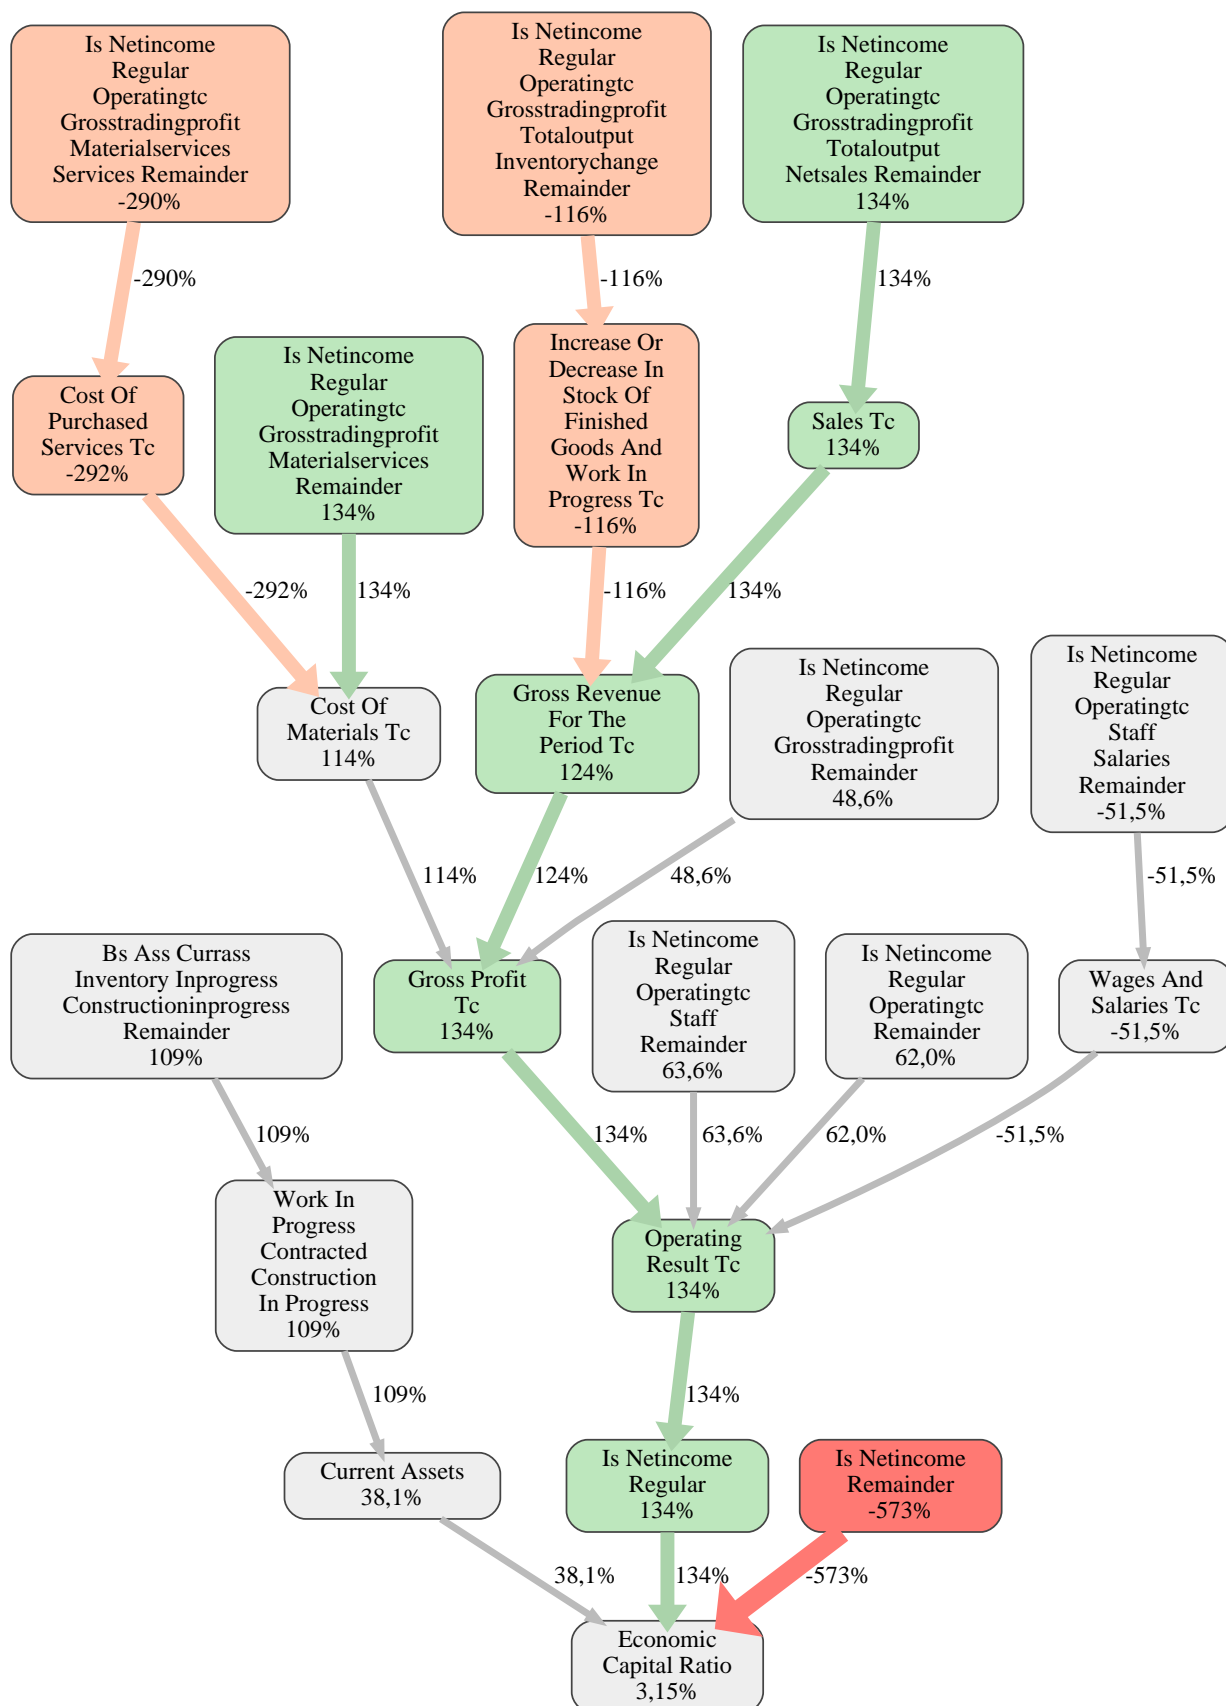 Is Netincome
Regular
Operatingtc
Grosstradingprofit
Materialservices
Services Remainder
-290%
Is Netincome
Regular
Operatingtc
Grosstradingprofit
Totaloutput
Inventorychange
Remainder
-116%
Is Netincome
Regular
Operatingtc
Grosstradingprofit
Totaloutput
Netsales Remainder
134%
-290%
-116%
134%
Cost Of
Purchased
Services Tc
-292%
Is Netincome
Regular
Operatingtc
Grosstradingprofit
Materialservices
Remainder
134%
Increase Or
Decrease In
Stock Of
Finished
Goods And
Work In
Progress Tc
-116%
Sales Tc
134%
-292%
134%
-116%
134%
Cost Of
Materials Tc
114%
Gross Revenue
For The
Period Tc
124%
Is Netincome
Regular
Operatingtc
Grosstradingprofit
Remainder
48,6%
Is Netincome
Regular
Operatingtc
Staff
Salaries
Remainder
-51,5%
114%
124%
48,6%
-51,5%
Bs Ass Currass
Inventory Inprogress
Constructioninprogress
Remainder
109%
Gross Profit
Tc
134%
Is Netincome
Regular
Operatingtc
Staff
Remainder
63,6%
Is Netincome
Regular
Operatingtc
Remainder
62,0%
Wages And
Salaries Tc
-51,5%
109%
134%
63,6%
62,0%
-51,5%
Work In
Progress
Contracted
Construction
In Progress
109%
Operating
Result Tc
134%
109%
134%
Current Assets
38,1%
Is Netincome
Regular
134%
Is Netincome
Remainder
-573%
38,1%
134%
-573%
Economic
Capital Ratio
3,15%